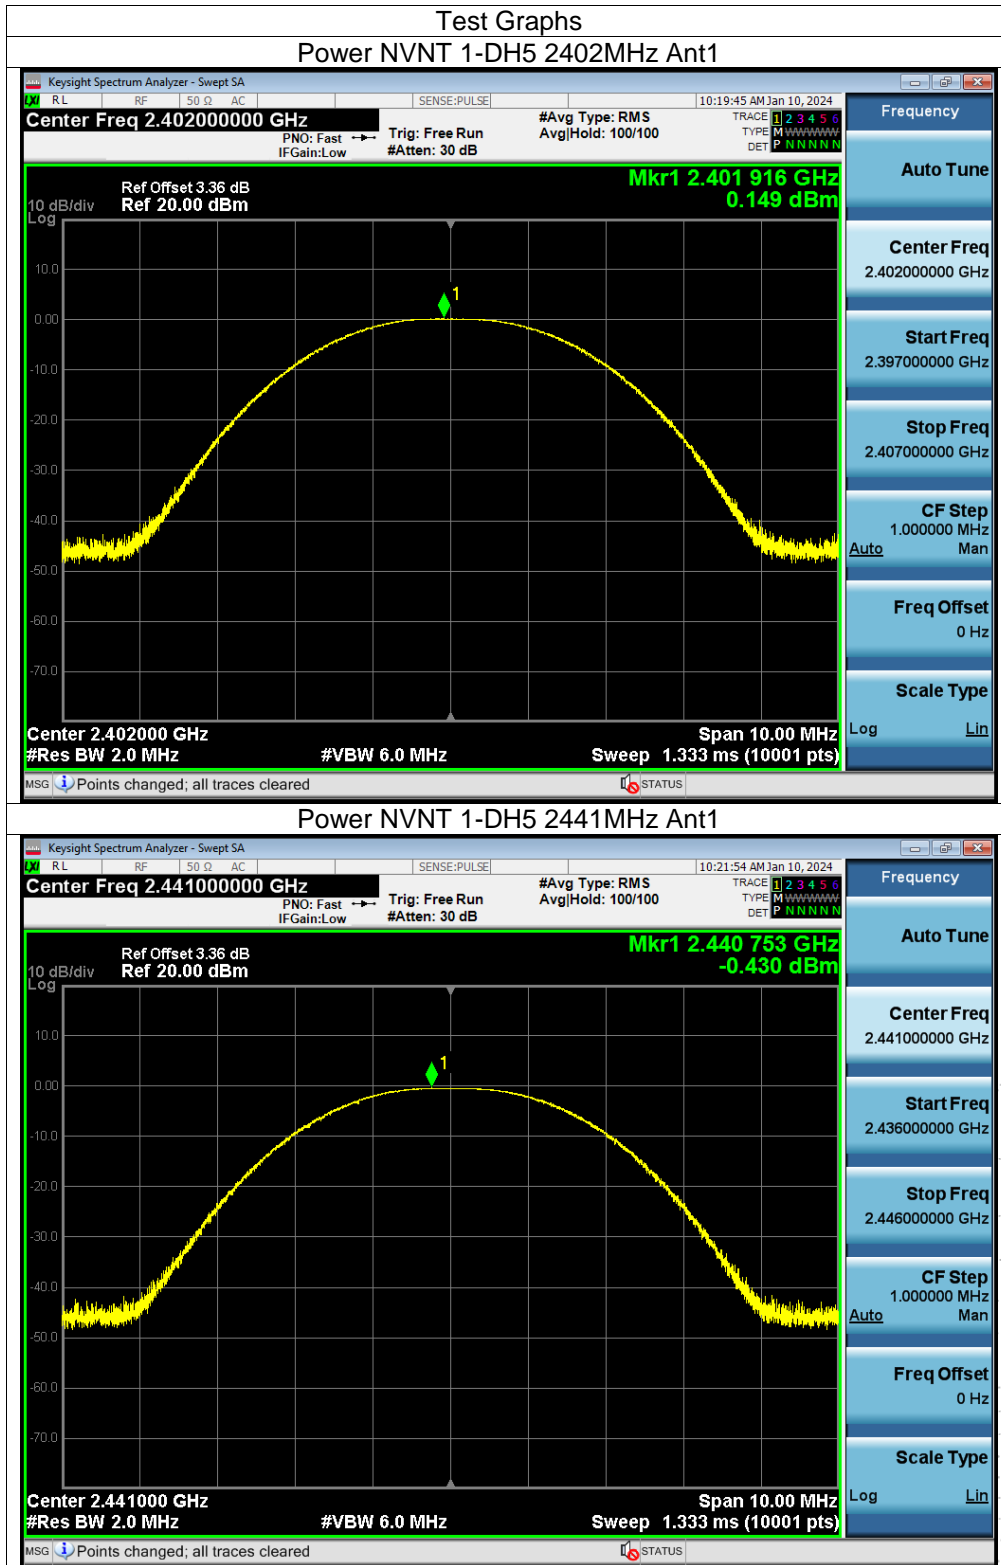 Test Graphs
Power NVNT 1-DH5 2402MHz Ant1
Keysight Spectrum Analyzer - Swept SA
LXI RL RF 50 Ω AC SENSE:PULSE 10:19:45 AM Jan 10, 2024
Center Freq 2.402000000 GHz #Avg Type: RMS TRACE 1 2 3 4 5 6
PNO: Fast Trig: Free Run Avg|Hold: 100/100 TYPE M WWWWW
IFGain:Low #Atten: 30 dB DET P N N N N N
Frequency
Auto Tune
Center Freq
2.402000000 GHz
Start Freq
2.397000000 GHz
Stop Freq
2.407000000 GHz
CF Step
1.000000 MHz
Auto Man
Freq Offset
0 Hz
Scale Type
Log Lin
Mkr1 2.401 916 GHz
0.149 dBm
Ref Offset 3.36 dB
10 dB/div Ref 20.00 dBm
Log
10.0
1
0.00
-10.0
-20.0
-30.0
-40.0
-50.0
-60.0
-70.0
Center 2.402000 GHz Span 10.00 MHz
#Res BW 2.0 MHz #VBW 6.0 MHz Sweep 1.333 ms (10001 pts)
MSG Points changed; all traces cleared STATUS
Power NVNT 1-DH5 2441MHz Ant1
Keysight Spectrum Analyzer - Swept SA
LXI RL RF 50 Ω AC SENSE:PULSE 10:21:54 AM Jan 10, 2024
Center Freq 2.441000000 GHz #Avg Type: RMS TRACE 1 2 3 4 5 6
PNO: Fast Trig: Free Run Avg|Hold: 100/100 TYPE M WWWWW
IFGain:Low #Atten: 30 dB DET P N N N N N
Frequency
Auto Tune
Center Freq
2.441000000 GHz
Start Freq
2.436000000 GHz
Stop Freq
2.446000000 GHz
CF Step
1.000000 MHz
Auto Man
Freq Offset
0 Hz
Scale Type
Log Lin
Mkr1 2.440 753 GHz
-0.430 dBm
Ref Offset 3.36 dB
10 dB/div Ref 20.00 dBm
Log
10.0
1
0.00
-10.0
-20.0
-30.0
-40.0
-50.0
-60.0
-70.0
Center 2.441000 GHz Span 10.00 MHz
#Res BW 2.0 MHz #VBW 6.0 MHz Sweep 1.333 ms (10001 pts)
MSG Points changed; all traces cleared STATUS